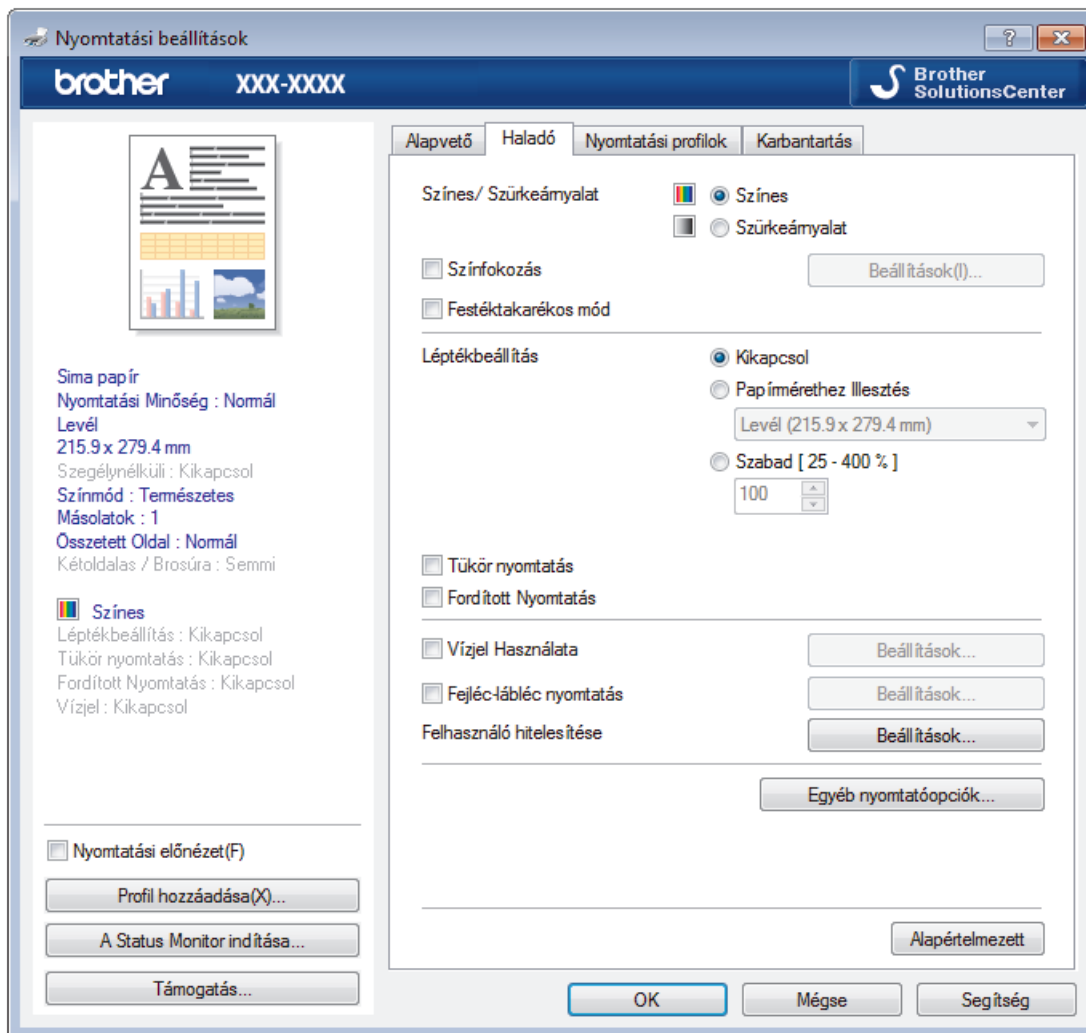 Nyomtatási beállítások
brother XXX-XXXX
Brother
SolutionsCenter
A
Sima papír
Nyomtatási Minőség : Normál
Levél
215.9 x 279.4 mm
Szegélynélküli : Kikapcsol
Színmód : Természetes
Másolatok : 1
Összetett Oldal : Normál
Kétoldalas / Brosúra : Semmi
Színes
Léptékbeállítás : Kikapcsol
Tükör nyomtatás : Kikapcsol
Fordított Nyomtatás : Kikapcsol
Vízjel : Kikapcsol
Nyomtatási előnézet(F)
Profil hozzáadása(X)...
A Status Monitor indítása...
Támogatás...
Alapvető Haladó Nyomtatási profilok Karbantartás
Színes/ Szürkeárnyalat
Színes
Szürkeárnyalat
Színfokozás Beállítások(I)...
Festéktakarékos mód
Léptékbeállítás Kikapcsol
Papírmérethez Illesztés
Levél (215.9 x 279.4 mm)
Szabad [ 25 - 400 % ]
100
Tükör nyomtatás
Fordított Nyomtatás
Vízjel Használata Beállítások...
Fejléc-lábléc nyomtatás Beállítások...
Felhasználó hitelesítése Beállítások...
Egyéb nyomtatóopciók...
Alapértelmezett
OK Mégse Segítség